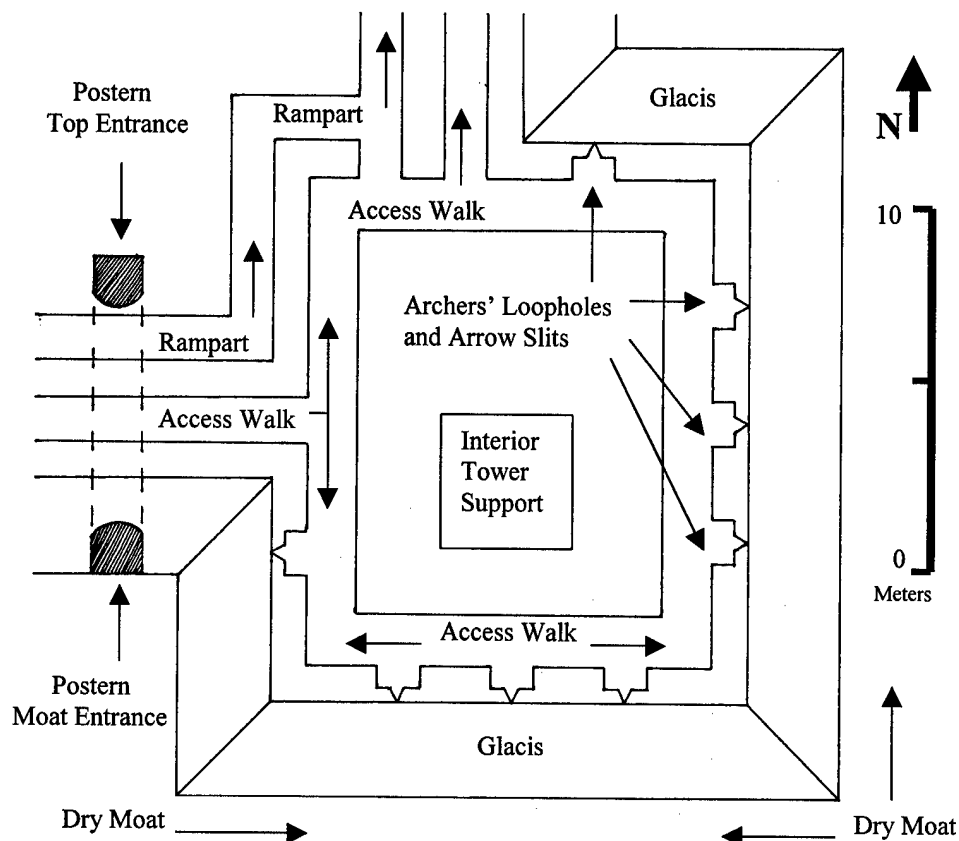 Postern
Top Entrance
Rampart
Glacis
N
Access Walk
10
Archers' Loopholes
and Arrow Slits
Rampart
Access Walk
Interior
Tower
Support
0
Meters
Access Walk
Postern
Moat Entrance
Glacis
Dry Moat
Dry Moat